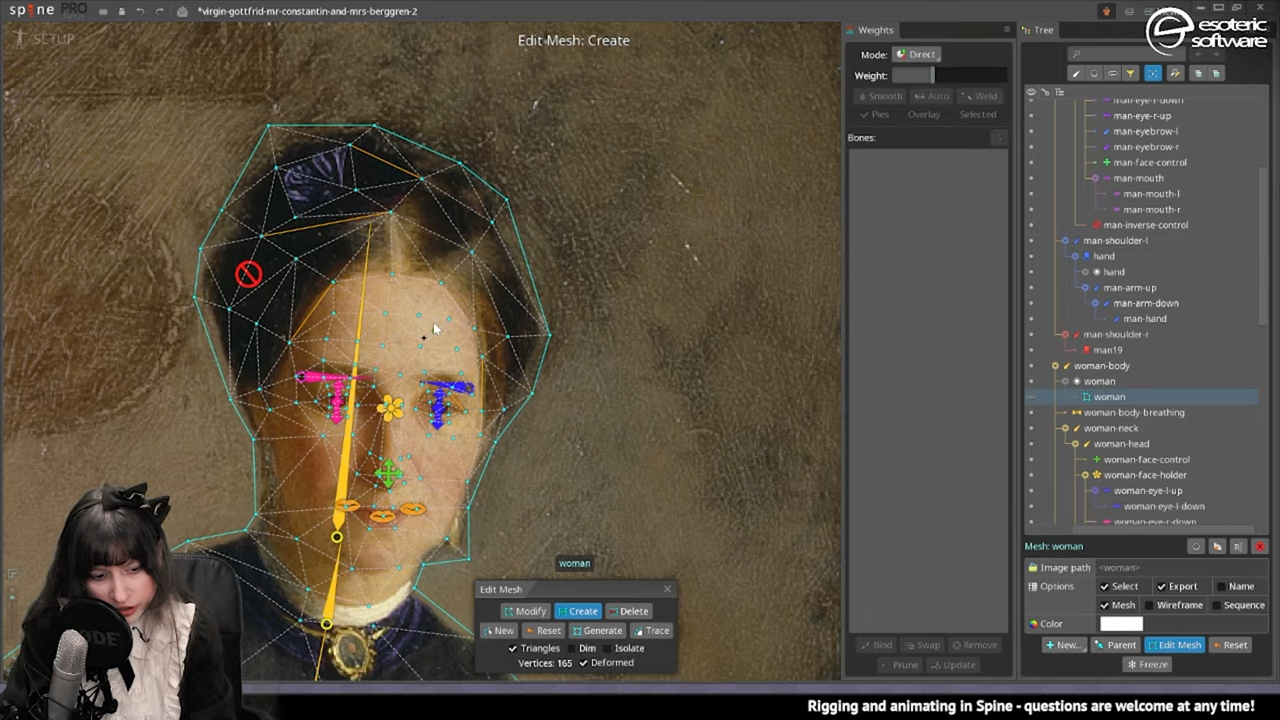 spine PRO
*virgin-gottfrid-mr-constantin-and-mrs-berggren-2
SETUP
Edit Mesh: Create
esoteric
software
Weights
Mode: Direct
Weight:
Smooth Auto Weld
Pies Overlay Selected
Bones:
Bind Swap Remove
Prune Update
Tree
man-eye-r-down
man-eye-r-up
man-eyebrow-l
man-eyebrow-r
man-face-control
man-mouth
man-mouth-l
man-mouth-r
man-inverse-control
man-shoulder-l
hand
hand
man-arm-up
man-arm-down
man-hand
man-shoulder-r
man19
woman-body
woman
woman
woman-body-breathing
woman-neck
woman-head
woman-face-control
woman-face-holder
woman-eye-l-up
woman-eye-l-down
woman-eye-r-down
Mesh: woman
Image path <woman>
Options Select Export Name
Mesh Wireframe Sequence
Color
New... Parent Edit Mesh Reset
Freeze
woman
Edit Mesh
Modify Create Delete
New Reset Generate Trace
Triangles Dim Isolate
Vertices: 165 Deformed
Rigging and animating in Spine - questions are welcome at any time!